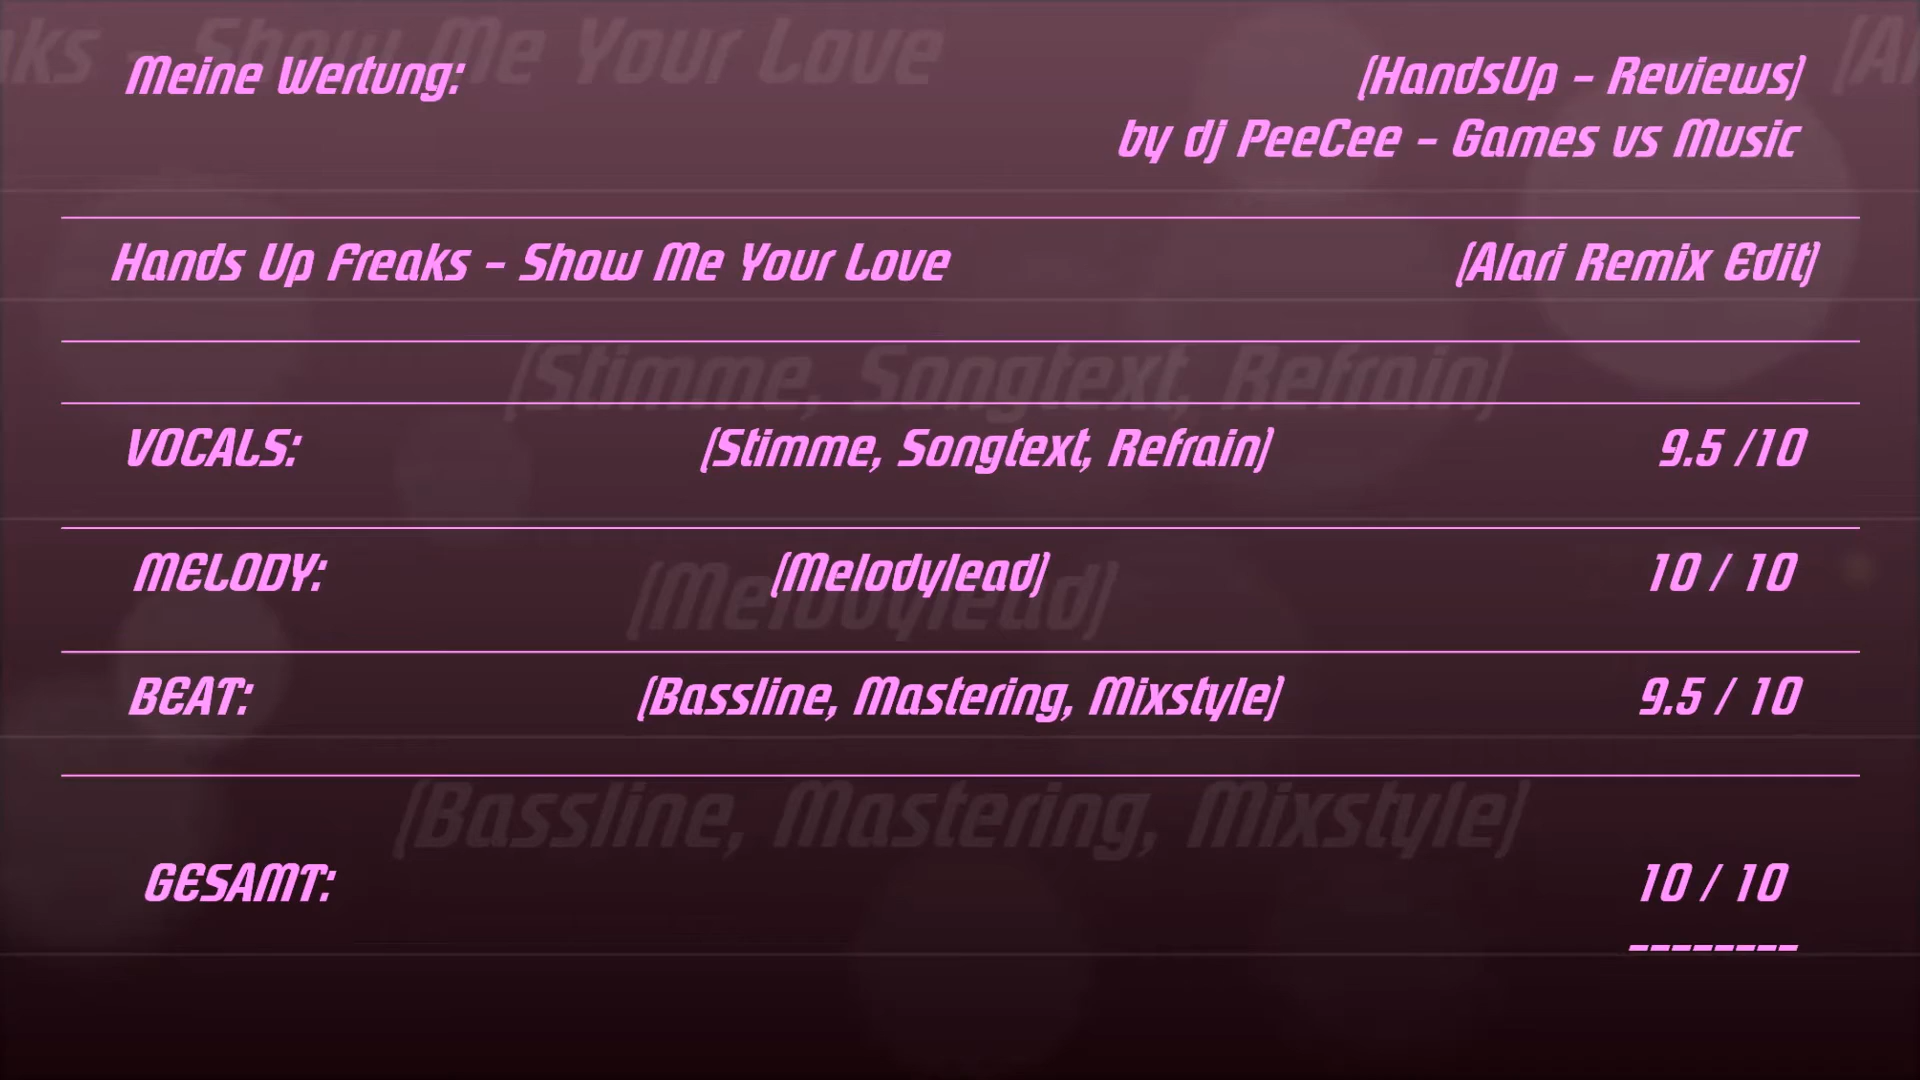 Meine Wertung: (HandsUp - Reviews)
by dj PeeCee - Games vs Music
Hands Up Freaks - Show Me Your Love (Alari Remix Edit)
VOCALS: (Stimme, Songtext, Refrain) 9.5 /10
MELODY: (Melodylead) 10 / 10
BEAT: (Bassline, Mastering, Mixstyle) 9.5 / 10
GESAMT: 10 / 10
--------